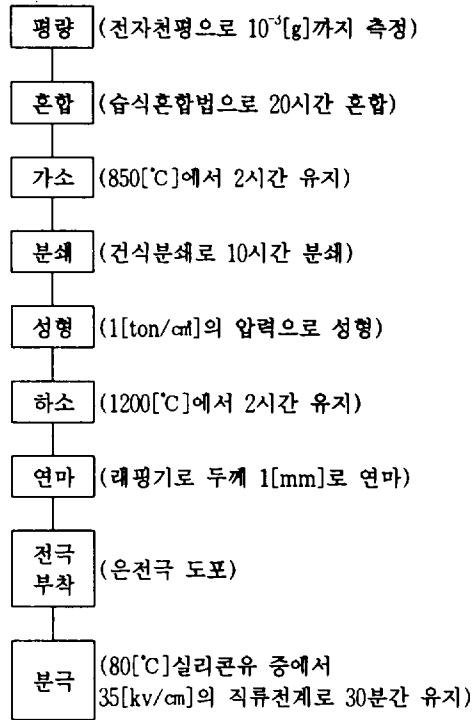 평량 (전자천평으로 10⁻³[g]까지 측정)
혼합 (습식혼합법으로 20시간 혼합)
가소 (850[℃]에서 2시간 유지)
분쇄 (건식분쇄로 10시간 분쇄)
성형 (1[ton/㎠]의 압력으로 성형)
하소 (1200[℃]에서 2시간 유지)
연마 (래핑기로 두께 1[mm]로 연마)
전극
부착 (은전극 도포)
분극 (80[℃]실리콘유 중에서
35[kv/cm]의 직류전계로 30분간 유지)